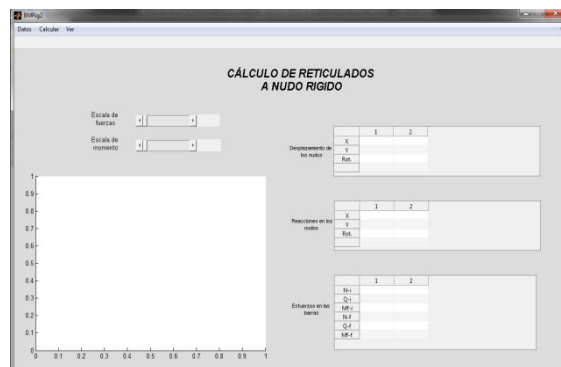 BMRig2
Datos Calcular Ver
CÁLCULO DE RETICULADOS
A NUDO RIGIDO
Escala de
fuerzas
Escala de
momento
Desplazamiento de
los nudos
1 2
X
Y
Rot.
Reacciones en los
nudos
1 2
X
Y
Rot.
Esfuerzos en las
barras
1 2
N-i
Q-i
Mf-i
N-f
Q-f
Mf-f
1
0.9
0.8
0.7
0.6
0.5
0.4
0.3
0.2
0.1
0
0 0.1 0.2 0.3 0.4 0.5 0.6 0.7 0.8 0.9 1